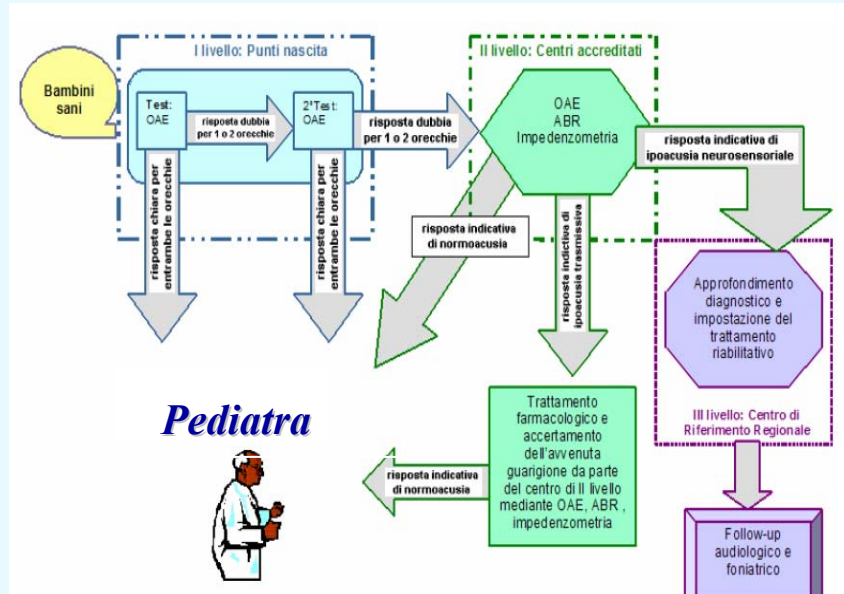 I livello: Punti nascita
Bambini
sani
Test:
OAE
risposta dubbia
per 1 o 2 orecchie
2°Test:
OAE
risposta dubbia
per 1 o 2 orecchie
risposta chiara per
entrambe le orecchie
risposta chiara per
entrambe le orecchie
II livello: Centri accreditati
OAE
ABR
Impedenzometria
risposta indicativa di
ipoacusia neurosensoriale
risposta indicativa
di normoacusia
risposta indictiva di
ipoacusia trasmissiva
Approfondimento
diagnostico e
impostazione del
trattamento
riabilitativo
III livello: Centro di
Riferimento Regionale
Pediatra
risposta indicativa
di normoacusia
Trattamento
farmacologico e
accertamento
dell'avvenuta
guarigione da parte
del centro di II livello
mediante OAE, ABR ,
impedenzometria
Follow-up
audiologico e
foniatrico